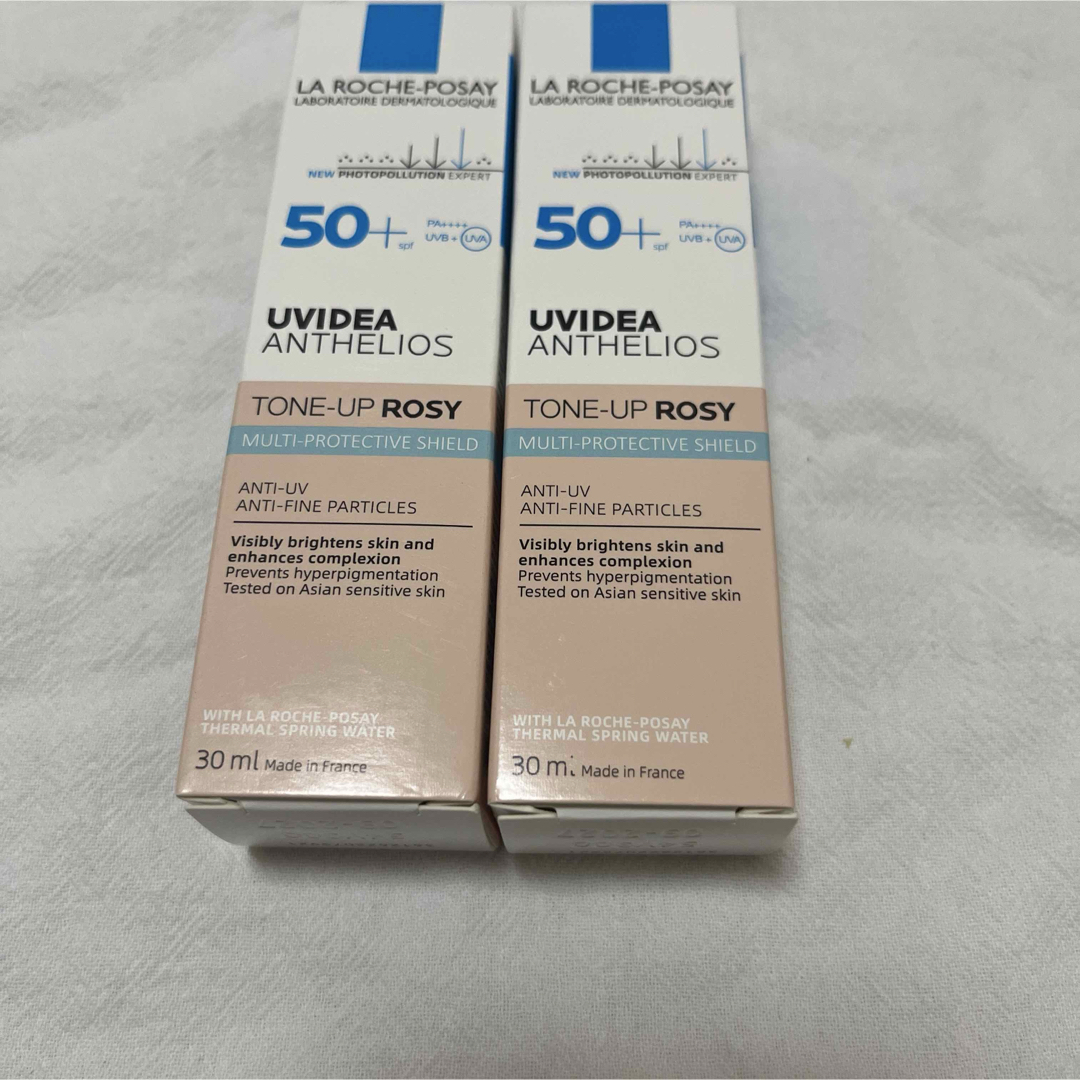 LA ROCHE-POSAY
LABORATOIRE DERMATOLOGIQUE
NEW PHOTOPOLLUTION EXPERT
50+ spf
PA++++
UVB + UVA
UVIDEA
ANTHELIOS
TONE-UP ROSY
MULTI-PROTECTIVE SHIELD
ANTI-UV
ANTI-FINE PARTICLES
Visibly brightens skin and
enhances complexion
Prevents hyperpigmentation
Tested on Asian sensitive skin
WITH LA ROCHE-POSAY
THERMAL SPRING WATER
30 ml Made in France
LA ROCHE-POSAY
LABORATOIRE DERMATOLOGIQUE
NEW PHOTOPOLLUTION EXPERT
50+ spf
PA++++
UVB + UVA
UVIDEA
ANTHELIOS
TONE-UP ROSY
MULTI-PROTECTIVE SHIELD
ANTI-UV
ANTI-FINE PARTICLES
Visibly brightens skin and
enhances complexion
Prevents hyperpigmentation
Tested on Asian sensitive skin
WITH LA ROCHE-POSAY
THERMAL SPRING WATER
30 ml Made in France